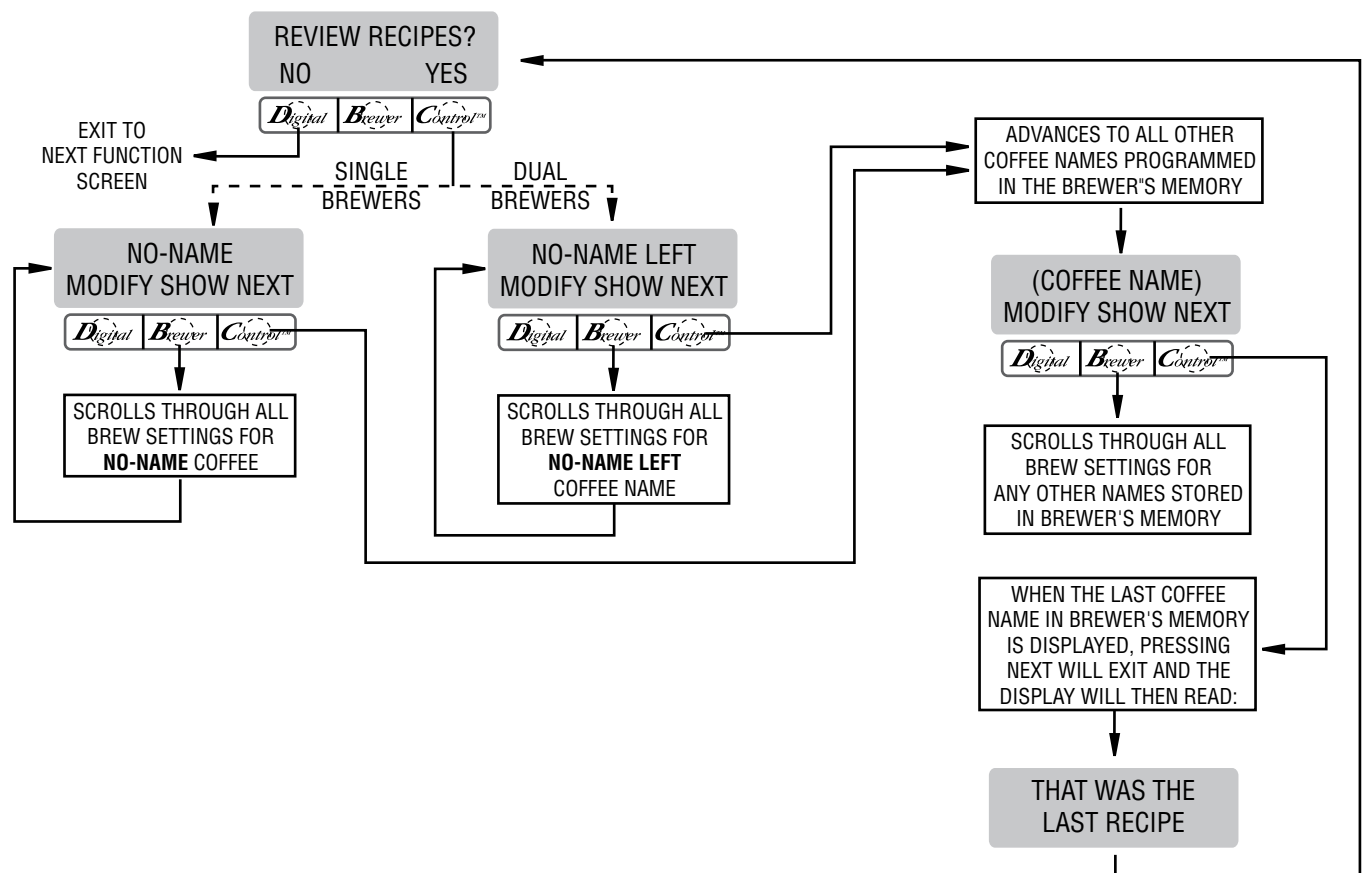 REVIEW RECIPES?
NO YES
Digital Brewer Control™
EXIT TO
NEXT FUNCTION
SCREEN
SINGLE
BREWERS
DUAL
BREWERS
NO-NAME
MODIFY SHOW NEXT
Digital Brewer Control™
SCROLLS THROUGH ALL
BREW SETTINGS FOR
NO-NAME COFFEE
NO-NAME LEFT
MODIFY SHOW NEXT
Digital Brewer Control™
SCROLLS THROUGH ALL
BREW SETTINGS FOR
NO-NAME LEFT
COFFEE NAME
ADVANCES TO ALL OTHER
COFFEE NAMES PROGRAMMED
IN THE BREWER"S MEMORY
(COFFEE NAME)
MODIFY SHOW NEXT
Digital Brewer Control™
SCROLLS THROUGH ALL
BREW SETTINGS FOR
ANY OTHER NAMES STORED
IN BREWER'S MEMORY
WHEN THE LAST COFFEE
NAME IN BREWER'S MEMORY
IS DISPLAYED, PRESSING
NEXT WILL EXIT AND THE
DISPLAY WILL THEN READ:
THAT WAS THE
LAST RECIPE